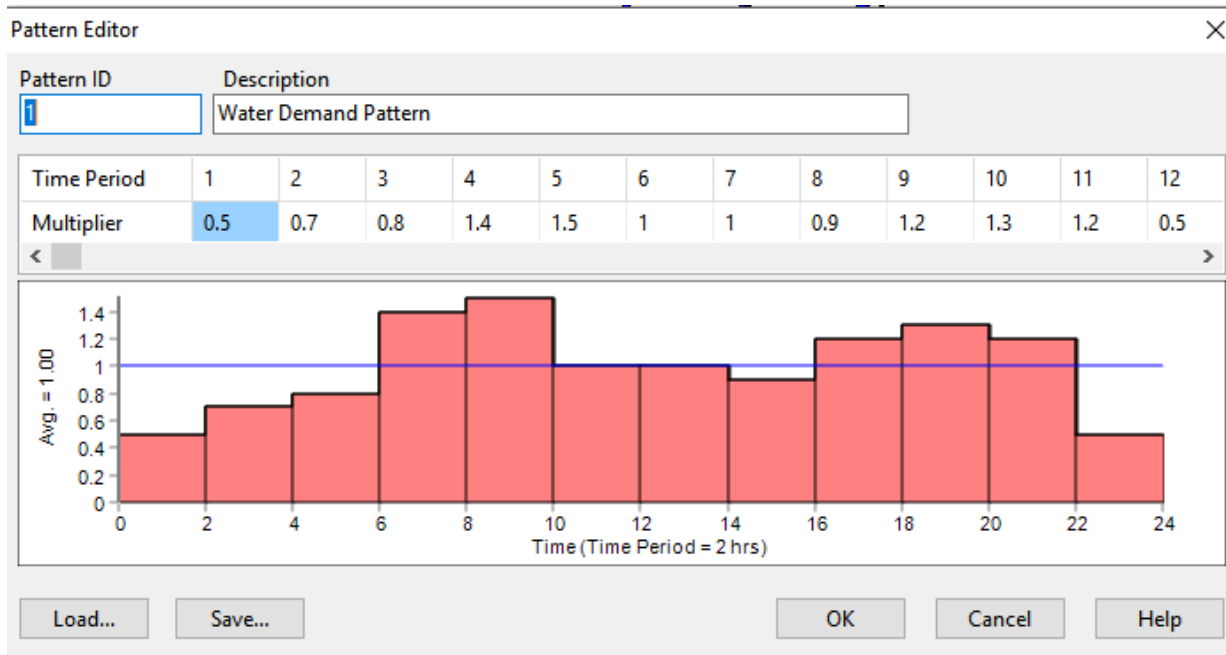 Pattern Editor
Pattern ID Description
1 Water Demand Pattern
Time Period 1 2 3 4 5 6 7 8 9 10 11 12
Multiplier 0.5 0.7 0.8 1.4 1.5 1 1 0.9 1.2 1.3 1.2 0.5
Avg. = 1.00
1.4
1.2
1
0.8
0.6
0.4
0.2
0
0 2 4 6 8 10 12 14 16 18 20 22 24
Time (Time Period = 2 hrs)
Load... Save... OK Cancel Help